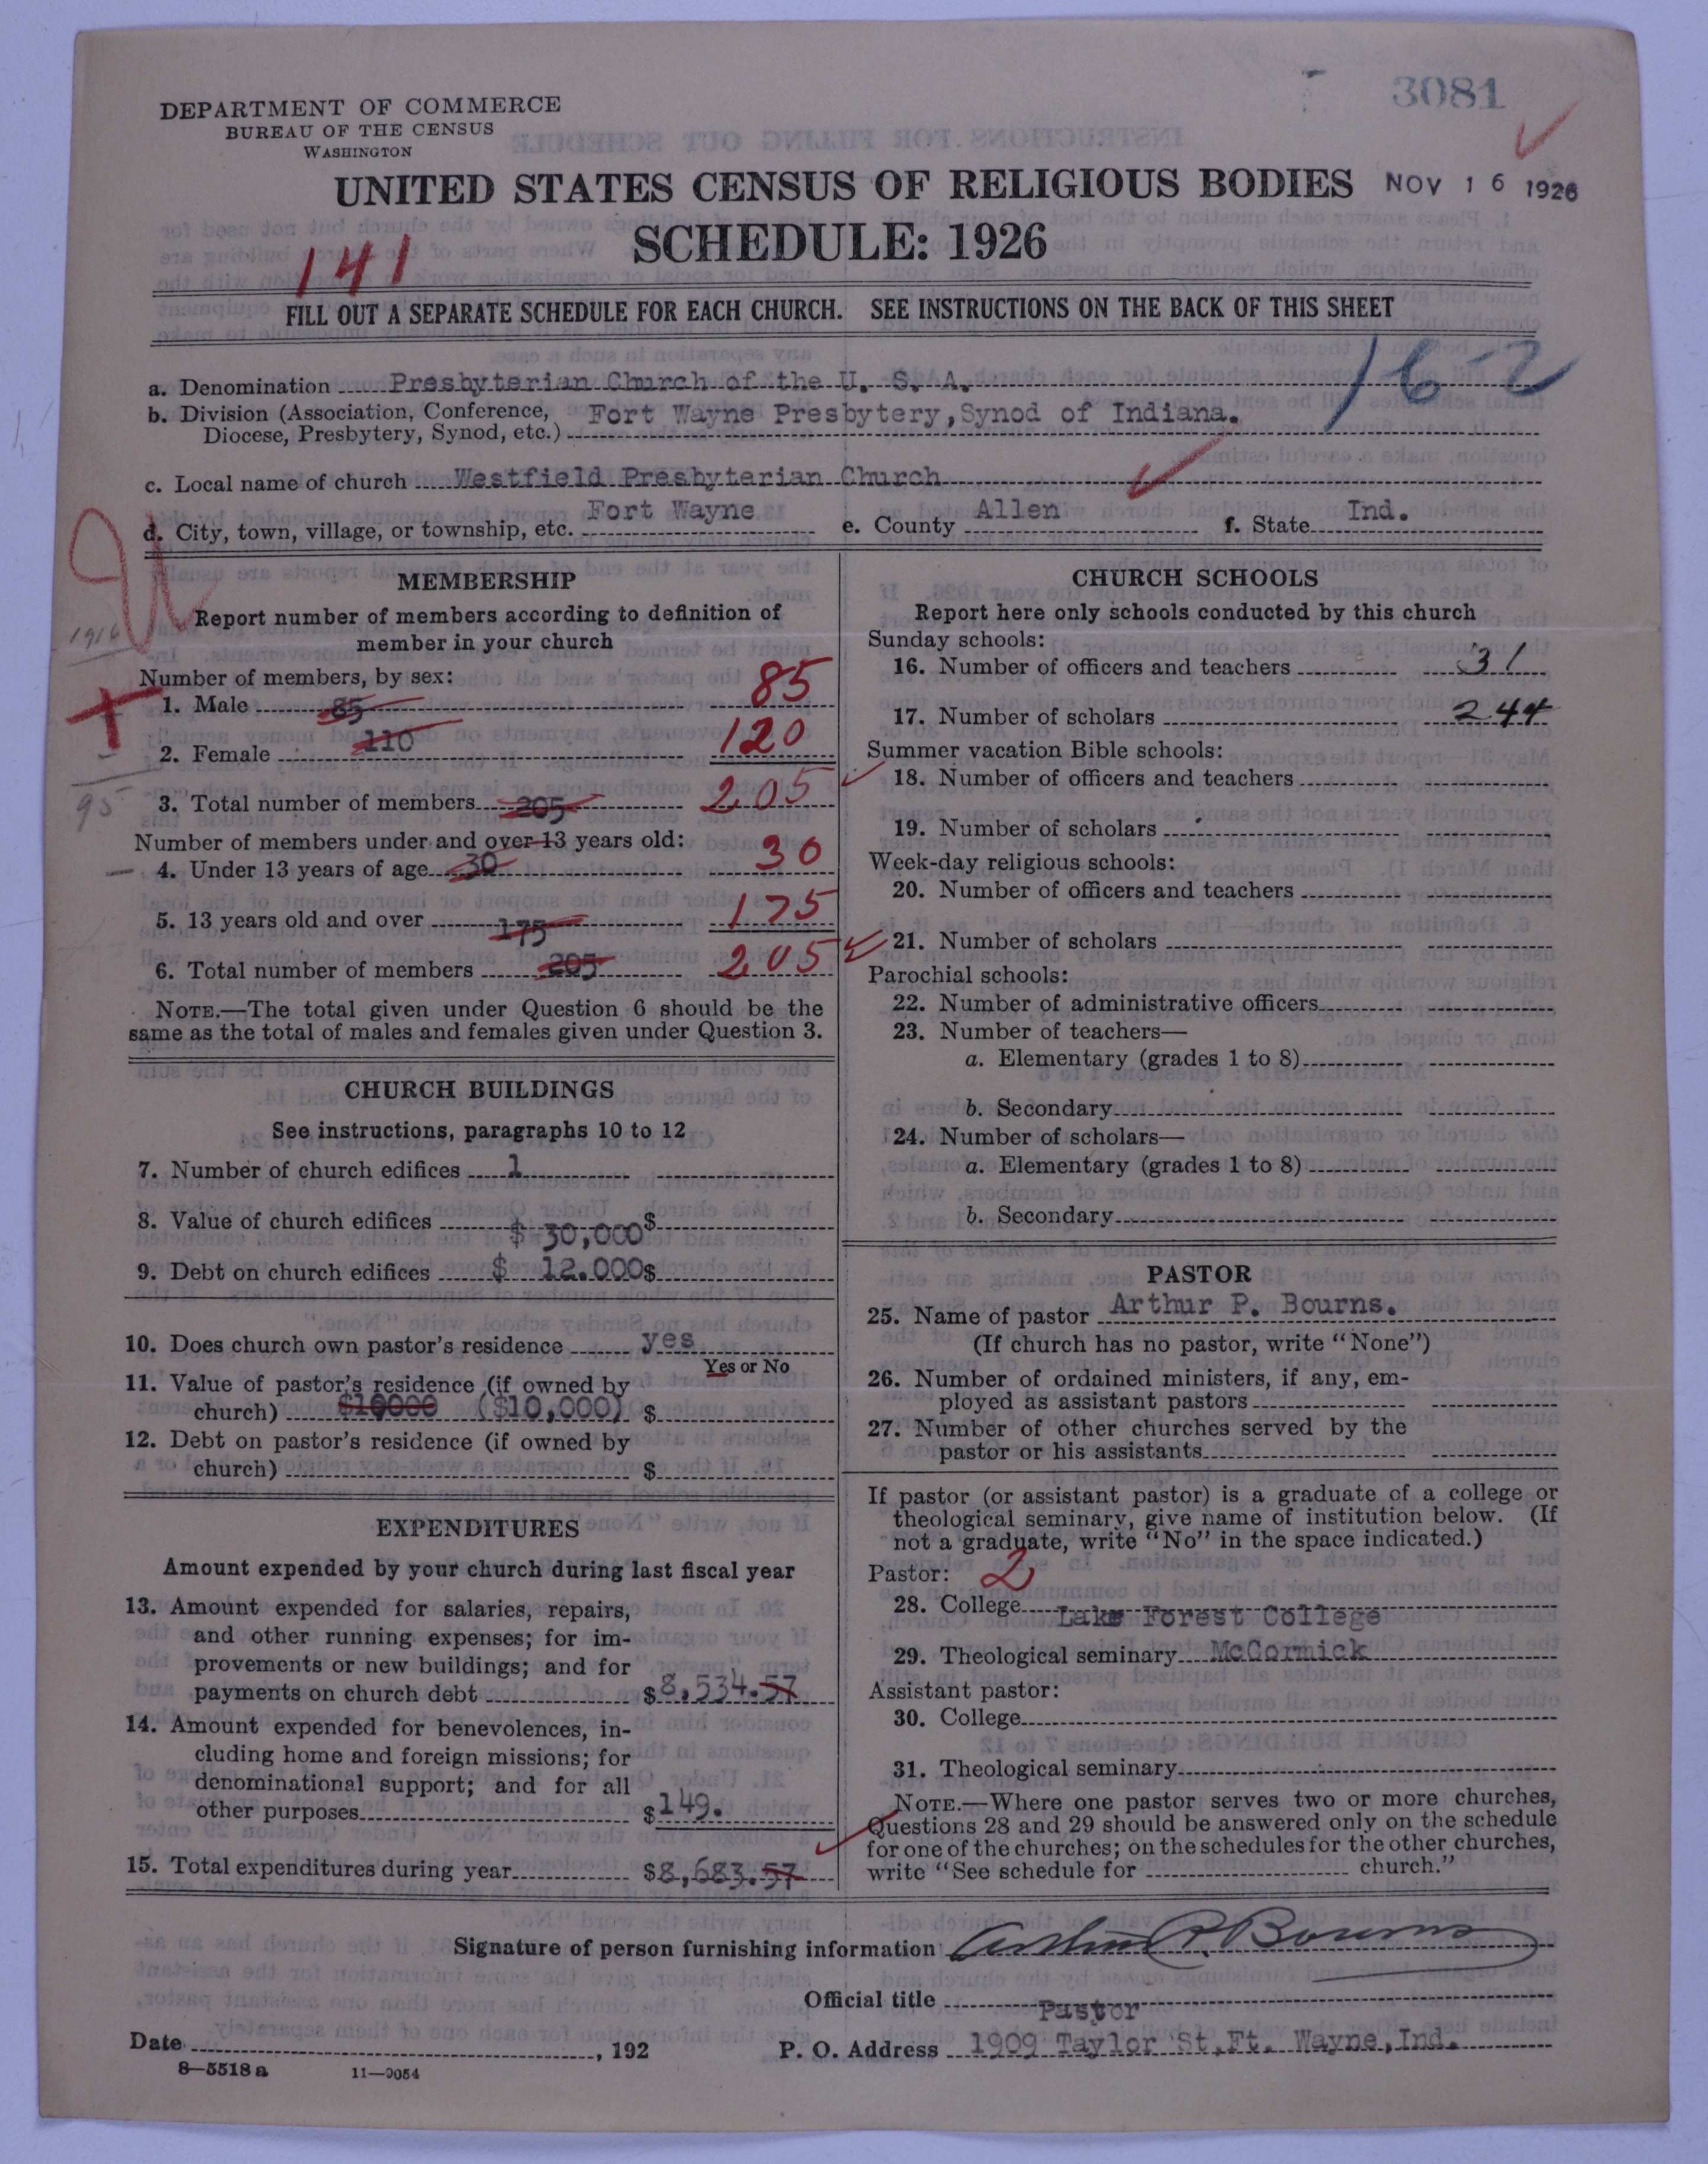 3081
DEPARTMENT OF COMMERCE
BUREAU OF THE CENSUS
WASHINGTON
UNITED STATES CENSUS OF RELIGIOUS BODIES NOV 16 1926
SCHEDULE: 1926
141
FILL OUT A SEPARATE SCHEDULE FOR EACH CHURCH. SEE INSTRUCTIONS ON THE BACK OF THIS SHEET
16-2
a. Denomination Presbyterian Church of the U. S. A.
b. Division (Association, Conference, Fort Wayne Presbytery, Synod of Indiana.
Diocese, Presbytery, Synod, etc.)
c. Local name of church Westfield Presbyterian Church
d. City, town, village, or township, etc. Fort Wayne e. County Allen f. State Ind.
MEMBERSHIP
Report number of members according to definition of
member in your church
1916
Number of members, by sex:
1. Male 85 85
2. Female 110 120
95
3. Total number of members 205 205
Number of members under and over 13 years old:
4. Under 13 years of age 30 30
5. 13 years old and over 175 175
6. Total number of members 205 205
NOTE.—The total given under Question 6 should be the
same as the total of males and females given under Question 3.
CHURCH BUILDINGS
See instructions, paragraphs 10 to 12
7. Number of church edifices 1
8. Value of church edifices $ 30,000 $
9. Debt on church edifices $ 12.000 $
10. Does church own pastor's residence yes
Yes or No
11. Value of pastor's residence (if owned by
church) $10000 ($10,000) $
12. Debt on pastor's residence (if owned by
church) $
EXPENDITURES
Amount expended by your church during last fiscal year
13. Amount expended for salaries, repairs,
and other running expenses; for im-
provements or new buildings; and for
payments on church debt $8,534.57
14. Amount expended for benevolences, in-
cluding home and foreign missions; for
denominational support; and for all
other purposes $149.
15. Total expenditures during year $8,683.57
CHURCH SCHOOLS
Report here only schools conducted by this church
Sunday schools:
16. Number of officers and teachers 31
17. Number of scholars 244
Summer vacation Bible schools:
18. Number of officers and teachers
19. Number of scholars
Week-day religious schools:
20. Number of officers and teachers
21. Number of scholars
Parochial schools:
22. Number of administrative officers
23. Number of teachers—
a. Elementary (grades 1 to 8)
b. Secondary
24. Number of scholars—
a. Elementary (grades 1 to 8)
b. Secondary
PASTOR
25. Name of pastor Arthur P. Bourns.
(If church has no pastor, write "None")
26. Number of ordained ministers, if any, em-
ployed as assistant pastors
27. Number of other churches served by the
pastor or his assistants
If pastor (or assistant pastor) is a graduate of a college or
theological seminary, give name of institution below. (If
not a graduate, write "No" in the space indicated.)
Pastor: 2
28. College Lake Forest College
29. Theological seminary McCormick
Assistant pastor:
30. College
31. Theological seminary
NOTE.—Where one pastor serves two or more churches,
Questions 28 and 29 should be answered only on the schedule
for one of the churches; on the schedules for the other churches,
write "See schedule for church."
Signature of person furnishing information Arthur P. Bourns
Official title Pastor
Date , 192 P. O. Address 1909 Taylor St, Ft. Wayne, Ind.
8—5518 a 11—9054